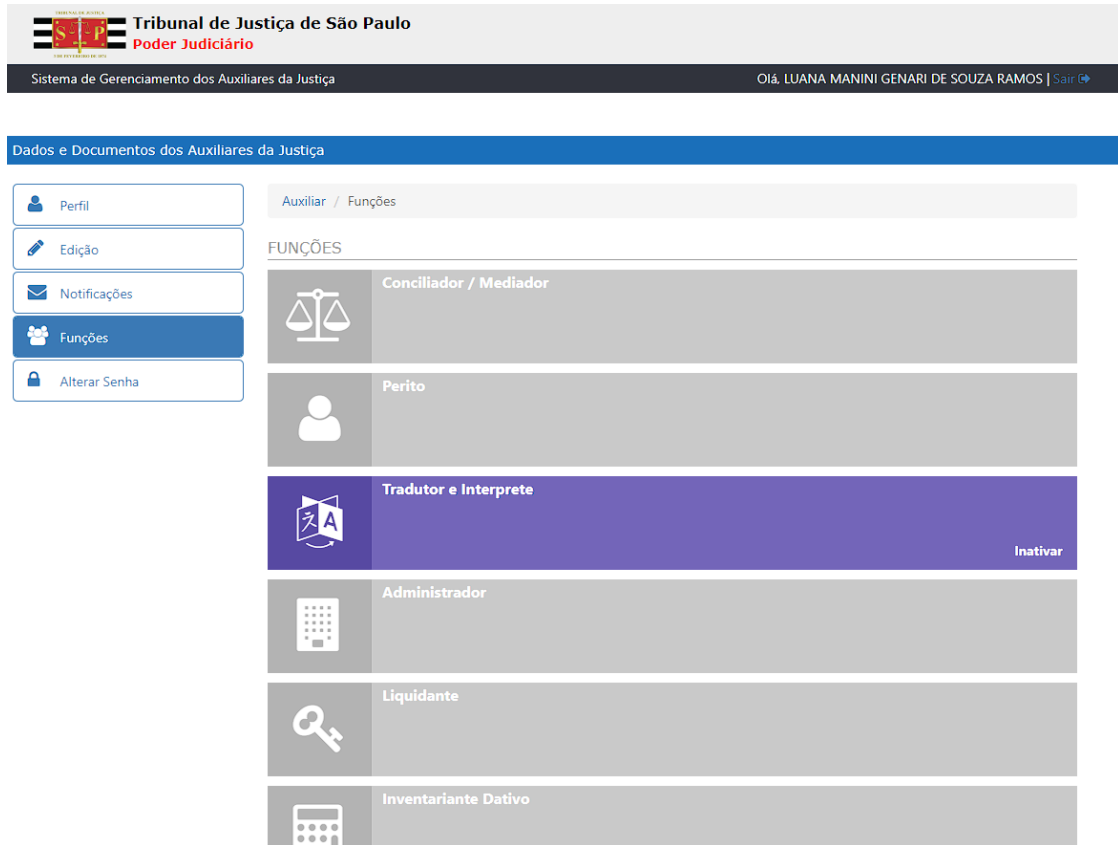 Tribunal de Justiça de São Paulo
Poder Judiciário
Sistema de Gerenciamento dos Auxiliares da Justiça
Olá, LUANA MANINI GENARI DE SOUZA RAMOS | Sair
Dados e Documentos dos Auxiliares da Justiça
Perfil
Edição
Notificações
Funções
Alterar Senha
Auxiliar / Funções
FUNÇÕES
Conciliador / Mediador
Perito
Tradutor e Interprete
Inativar
Administrador
Liquidante
Inventariante Dativo